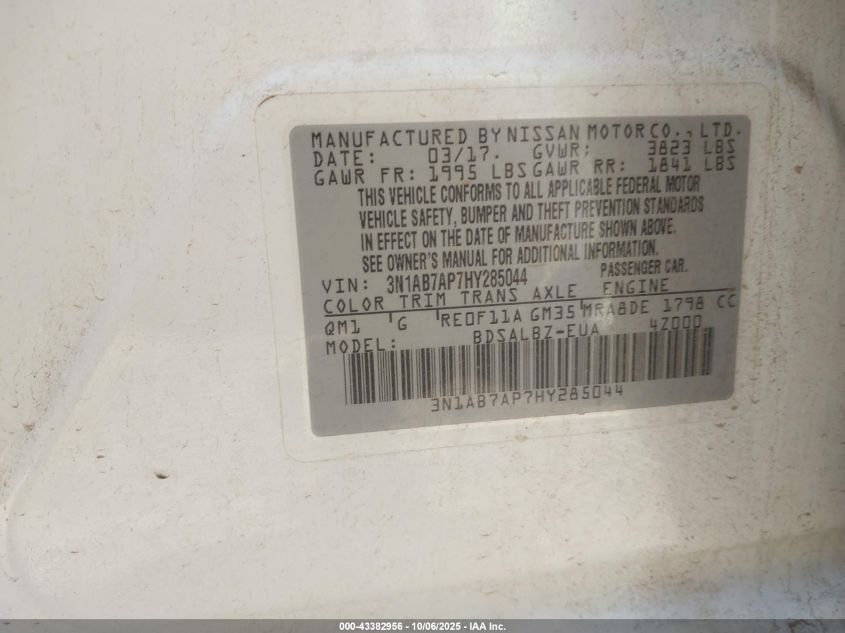 MANUFACTURED BY NISSAN MOTOR CO., LTD.
DATE: 03/17. GVWR: 3823 LBS
GAWR FR: 1995 LBS GAWR RR: 1841 LBS
THIS VEHICLE CONFORMS TO ALL APPLICABLE FEDERAL MOTOR
VEHICLE SAFETY, BUMPER AND THEFT PREVENTION STANDARDS
IN EFFECT ON THE DATE OF MANUFACTURE SHOWN ABOVE.
SEE OWNER'S MANUAL FOR ADDITIONAL INFORMATION.
VIN: 3N1AB7AP7HY285044 PASSENGER CAR.
COLOR TRIM TRANS AXLE ENGINE
QM1 G RE0F11A GM35 MRA8DE 1798 CC
MODEL: BDSALBZ-EUA 4Z000
3N1AB7AP7HY285044
000-43382956 - 10/06/2025 - IAA Inc.